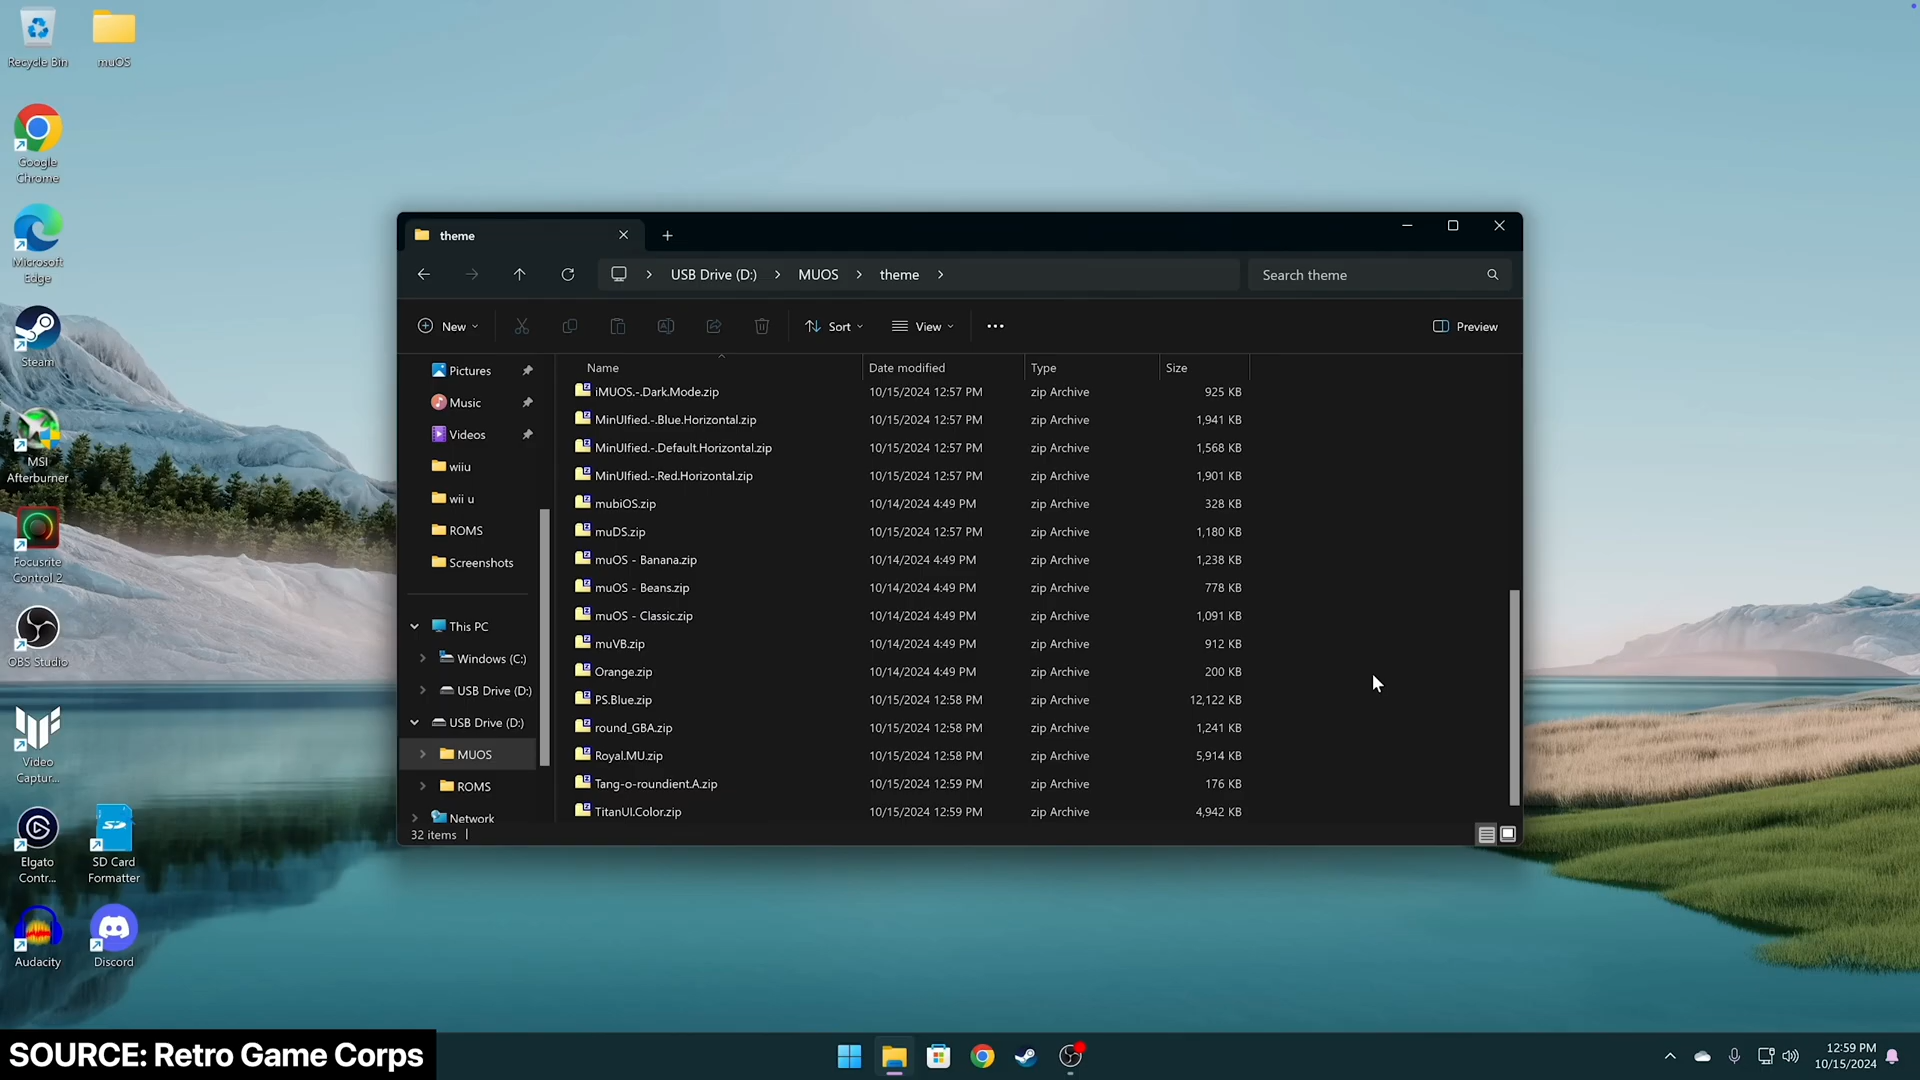 Recycle Bin
muOS
Google
Chrome
Microsoft
Edge
Steam
MSI
Afterburner
Focusrite
Control 2
OBS Studio
Video
Captur...
Elgato
Contr...
SD Card
Formatter
Audacity
Discord
theme
USB Drive (D:)
MUOS
theme
Search theme
New
Sort
View
Preview
Pictures
Music
Videos
wiiu
wii u
ROMS
Screenshots
This PC
Windows (C:)
USB Drive (D:)
USB Drive (D:)
MUOS
ROMS
Network
Name Date modified Type Size
iMUOS.-.Dark.Mode.zip 10/15/2024 12:57 PM zip Archive 925 KB
MinUIfied.-.Blue.Horizontal.zip 10/15/2024 12:57 PM zip Archive 1,941 KB
MinUIfied.-.Default.Horizontal.zip 10/15/2024 12:57 PM zip Archive 1,568 KB
MinUIfied.-.Red.Horizontal.zip 10/15/2024 12:57 PM zip Archive 1,901 KB
mubiOS.zip 10/14/2024 4:49 PM zip Archive 328 KB
muDS.zip 10/15/2024 12:57 PM zip Archive 1,180 KB
muOS - Banana.zip 10/14/2024 4:49 PM zip Archive 1,238 KB
muOS - Beans.zip 10/14/2024 4:49 PM zip Archive 778 KB
muOS - Classic.zip 10/14/2024 4:49 PM zip Archive 1,091 KB
muVB.zip 10/14/2024 4:49 PM zip Archive 912 KB
Orange.zip 10/14/2024 4:49 PM zip Archive 200 KB
PS.Blue.zip 10/15/2024 12:58 PM zip Archive 12,122 KB
round_GBA.zip 10/15/2024 12:58 PM zip Archive 1,241 KB
Royal.MU.zip 10/15/2024 12:58 PM zip Archive 5,914 KB
Tang-o-roundient.A.zip 10/15/2024 12:59 PM zip Archive 176 KB
TitanUI.Color.zip 10/15/2024 12:59 PM zip Archive 4,942 KB
32 items
SOURCE: Retro Game Corps
12:59 PM
10/15/2024